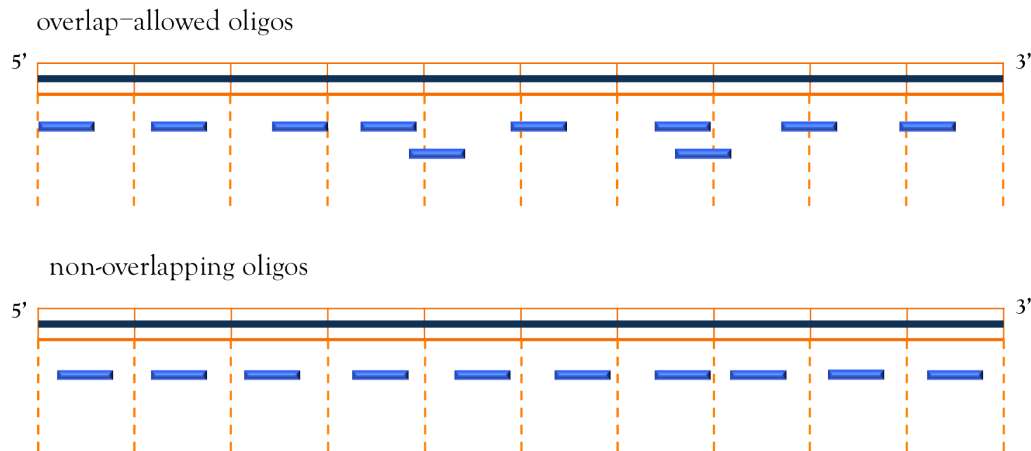 overlap–allowed oligos
5’ 3’
non-overlapping oligos
5’ 3’